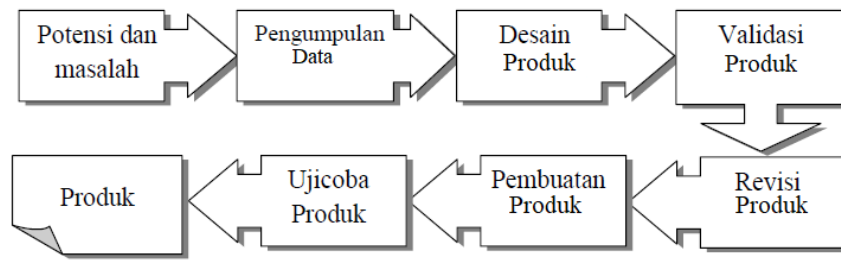 Potensi dan
masalah
Pengumpulan
Data
Desain
Produk
Validasi
Produk
Revisi
Produk
Pembuatan
Produk
Ujicoba
Produk
Produk